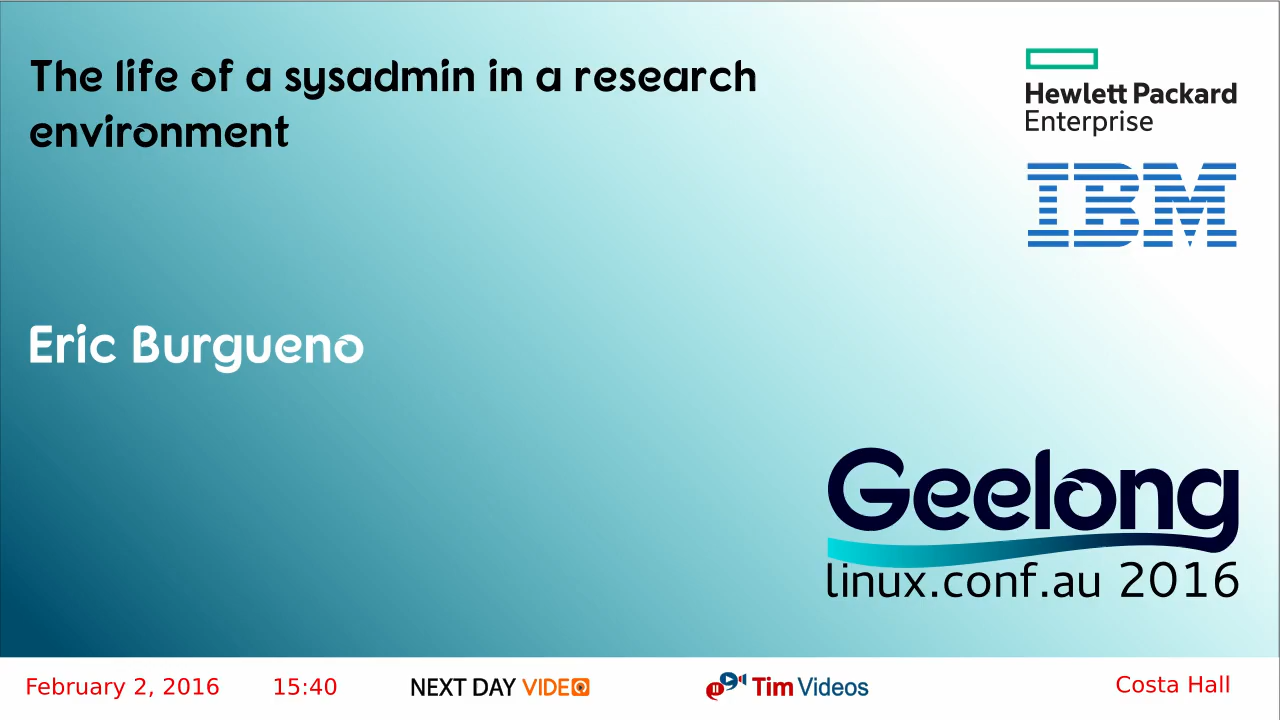 The life of a sysadmin in a research
environment
Hewlett Packard
Enterprise
IBM
Eric Burgueno
Geelong
linux.conf.au 2016
February 2, 2016
15:40
NEXT DAY VIDEO
Tim Videos
Costa Hall